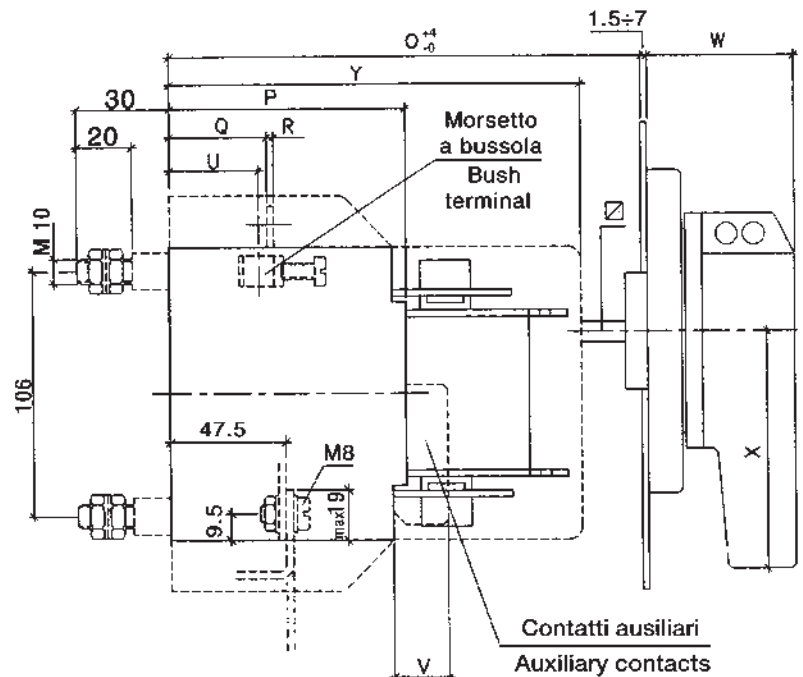 1.5÷7
O +4 -0
W
Y
P
30
Q
R
20
U
Morsetto
a bussola
Bush
terminal
M 10
106
47.5
M8
X
9.5
max19
V
Contatti ausiliari
Auxiliary contacts